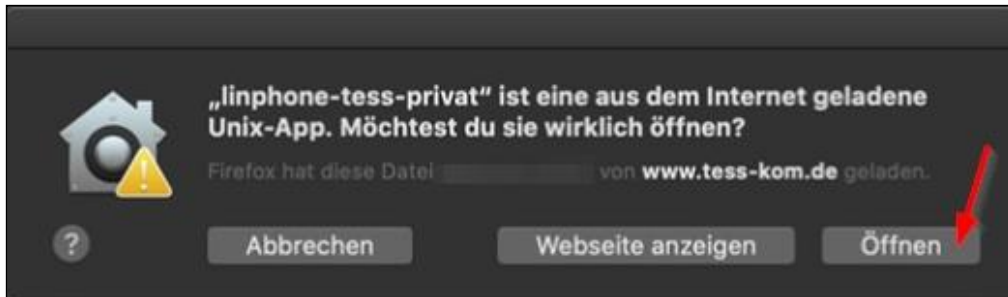 „linphone-tess-privat“ ist eine aus dem Internet geladene
Unix-App. Möchtest du sie wirklich öffnen?
Firefox hat diese Datei von www.tess-kom.de geladen.
?
Abbrechen
Webseite anzeigen
Öffnen